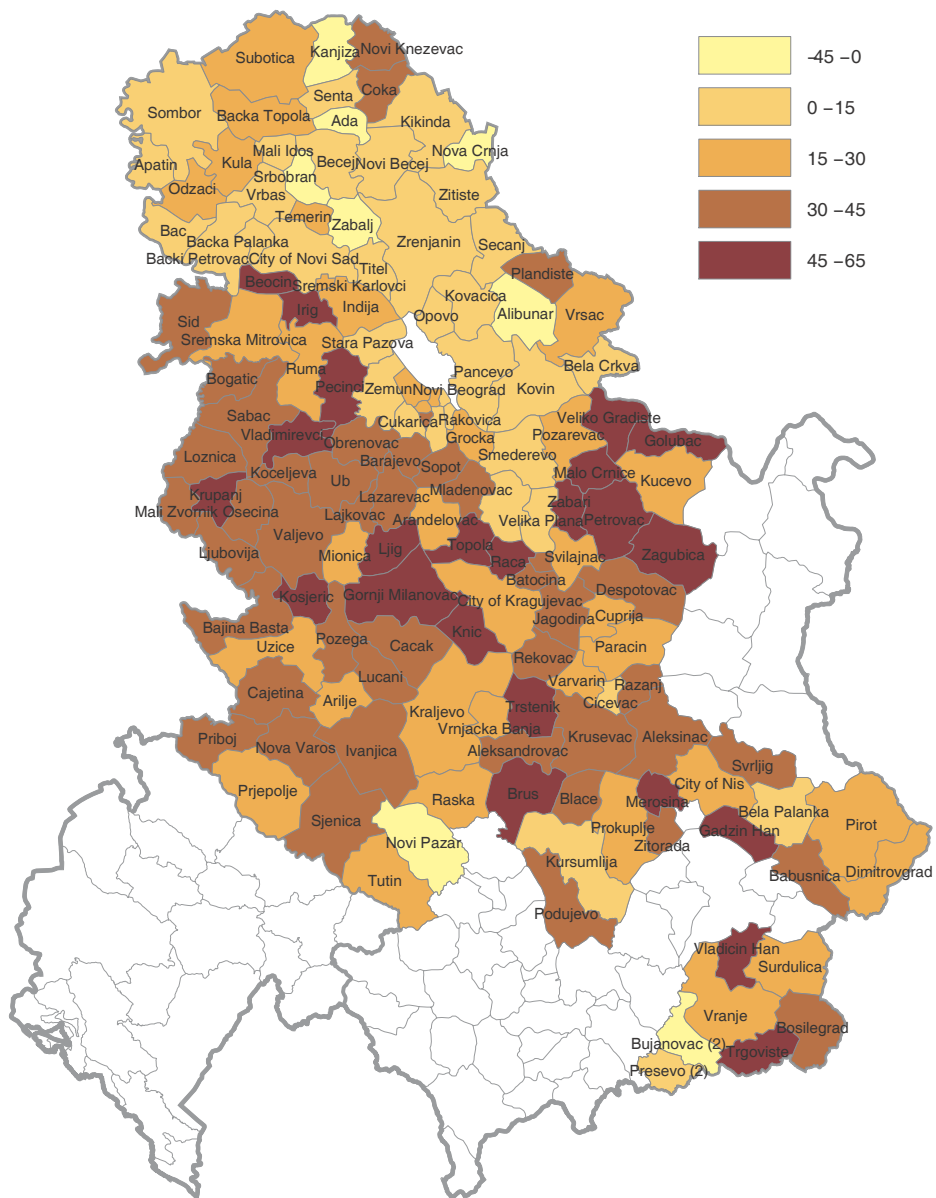 Subotica
Kanjiza
Novi Knezevac
Coka
Senta
Sombor
Backa Topola
Ada
Kikinda
Mali Idos
Becej
Novi Becej
Nova Crnja
Apatin
Kula
Srbobran
Odzaci
Vrbas
Zitiste
Temerin
Zabalj
Bac
Backa Palanka
Zrenjanin
Secanj
Backi Petrovac
City of Novi Sad
Titel
Plandiste
Beocin
Sremski Karlovci
Kovacica
Irig
Indija
Opovo
Alibunar
Vrsac
Sid
Sremska Mitrovica
Stara Pazova
Ruma
Pancevo
Bela Crkva
Bogatic
Pecinci
Zemun
Novi Beograd
Kovin
Sabac
Cukarica
Rakovica
Veliko Gradiste
Vladimirevci
Obrenovac
Grocka
Pozarevac
Golubac
Loznica
Barajevo
Sopot
Smederevo
Koceljeva
Ub
Malo Crnice
Kucevo
Krupanj
Lazarevac
Mladenovac
Zabari
Mali Zvornik
Osecina
Lajkovac
Arandelovac
Velika Plana
Petrovac
Valjevo
Ljubovija
Mionica
Ljig
Topola
Raca
Svilajnac
Zagubica
Batocina
Kosjeric
Gornji Milanovac
City of Kragujevac
Despotovac
Jagodina
Cuprija
Bajina Basta
Pozega
Knic
Uzice
Cacak
Paracin
Rekovac
Lucani
Varvarin
Razanj
Cajetina
Arilje
Cicevac
Kraljevo
Trstenik
Vrnjacka Banja
Priboj
Nova Varos
Ivanjica
Aleksandrovac
Krusevac
Aleksinac
Svrljig
Prjepolje
Raska
Brus
Blace
Merosina
City of Nis
Bela Palanka
Sjenica
Prokuplje
Gadzin Han
Pirot
Novi Pazar
Zitorada
Kursumlija
Tutin
Babusnica
Dimitrovgrad
Podujevo
Vladicin Han
Surdulica
Vranje
Bosilegrad
Bujanovac (2)
Trgoviste
Presevo (2)
-45 –0
0 –15
15 –30
30 –45
45 –65